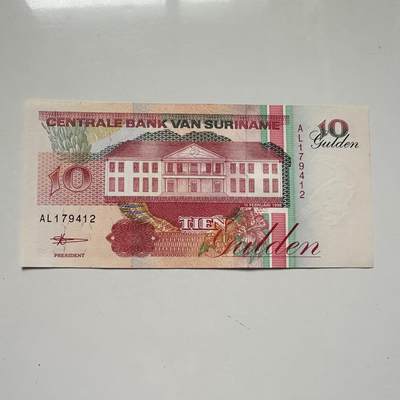 CENTRALE BANK VAN SURINAME
10
Gulden
AL179412
10
AL179412
TIEN
Gulden
PRESIDENT